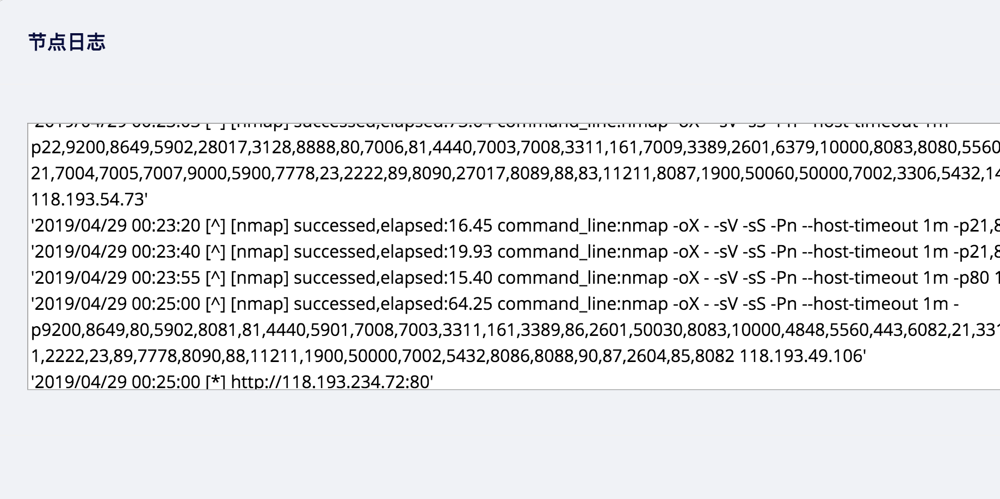 节点日志
p22,9200,8649,5902,28017,3128,8888,80,7006,81,4440,7003,7008,3311,161,7009,3389,2601,6379,10000,8083,8080,5560
21,7004,7005,7007,9000,5900,7778,23,2222,89,8090,27017,8089,88,83,11211,8087,1900,50060,50000,7002,3306,5432,14
118.193.54.73'
'2019/04/29 00:23:20 [^] [nmap] successed,elapsed:16.45 command_line:nmap -oX - -sV -sS -Pn --host-timeout 1m -p21,8
'2019/04/29 00:23:40 [^] [nmap] successed,elapsed:19.93 command_line:nmap -oX - -sV -sS -Pn --host-timeout 1m -p21,8
'2019/04/29 00:23:55 [^] [nmap] successed,elapsed:15.40 command_line:nmap -oX - -sV -sS -Pn --host-timeout 1m -p80 1
'2019/04/29 00:25:00 [^] [nmap] successed,elapsed:64.25 command_line:nmap -oX - -sV -sS -Pn --host-timeout 1m -
p9200,8649,80,5902,8081,81,4440,5901,7008,7003,3311,161,3389,86,2601,50030,8083,10000,4848,5560,443,6082,21,331
1,2222,23,89,7778,8090,88,11211,1900,50000,7002,5432,8086,8088,90,87,2604,85,8082 118.193.49.106'
'2019/04/29 00:25:00 [*] http://118.193.234.72:80'